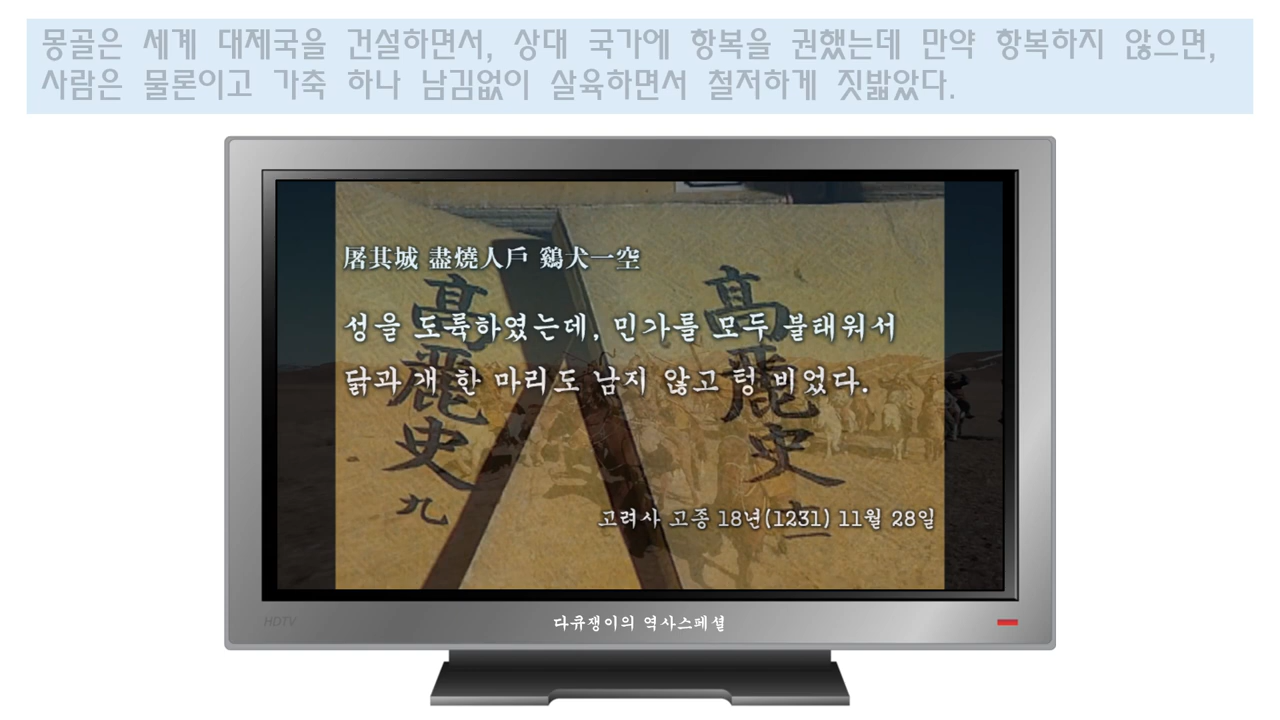 몽골은 세계 대제국을 건설하면서, 상대 국가에 항복을 권했는데 만약 항복하지 않으면,
사람은 물론이고 가축 하나 남김없이 살육하면서 철저하게 짓밟았다.
屠其城 盡燒人戶 鷄犬一空
성을 도륙하였는데, 민가를 모두 불태워서
닭과 개 한 마리도 남지 않고 텅 비었다.
高麗史 九
高麗史
고려사 고종 18년(1231) 11월 28일
HDTV
다큐쟁이의 역사스페셜